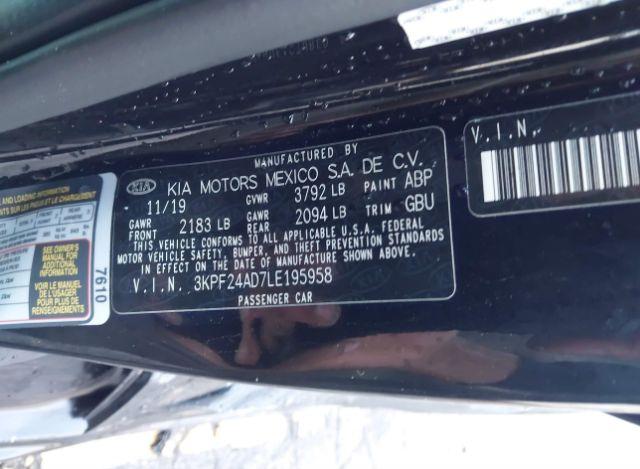 MANUFACTURED BY
KIA KIA MOTORS MEXICO S.A. DE C.V.
11/19 GVWR 3792 LB PAINT ABP
GAWR FRONT 2183 LB GAWR REAR 2094 LB TRIM GBU
THIS VEHICLE CONFORMS TO ALL APPLICABLE U.S.A. FEDERAL
MOTOR VEHICLE SAFETY, BUMPER, AND THEFT PREVENTION STANDARDS
IN EFFECT ON THE DATE OF MANUFACTURE SHOWN ABOVE.
V.I.N. 3KPF24AD7LE195958
PASSENGER CAR
V.I.N.
SEE OWNER'S
MANUAL FOR
ADDITIONAL
INFORMATION
VOIR LE MANUEL
DE L'USAGER
POUR PLUS DE
RENSEIGNEMENTS
7610